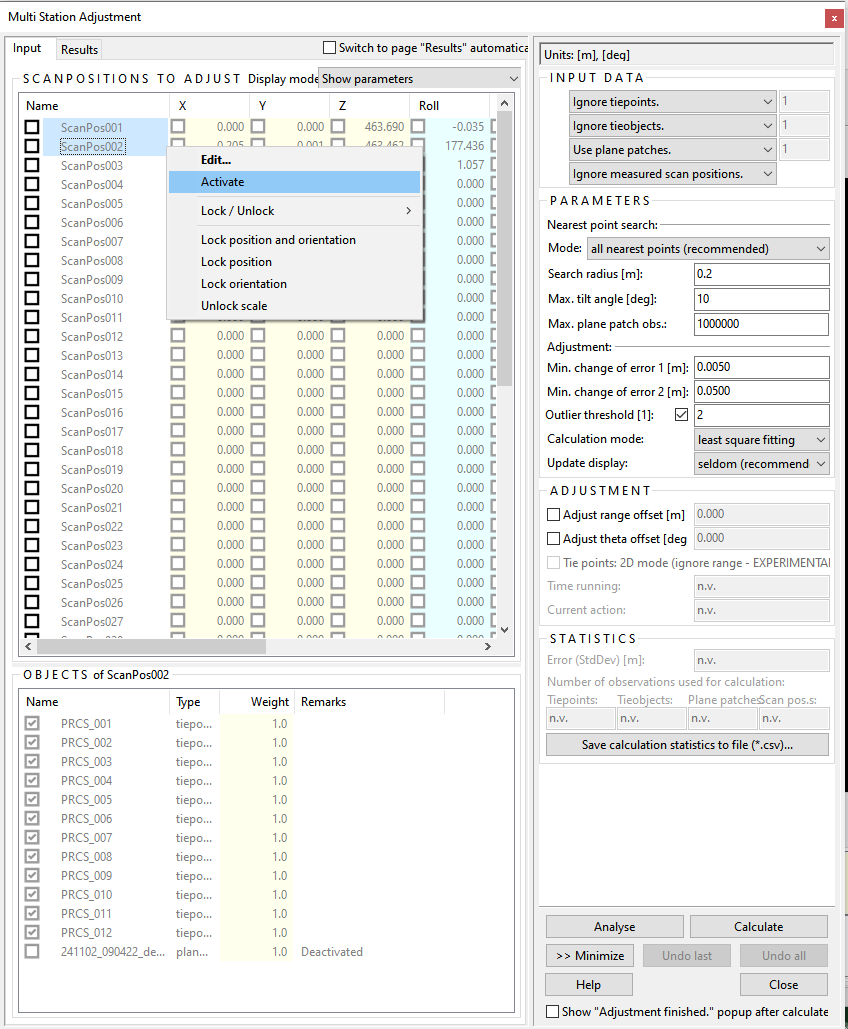 Multi Station Adjustment
x
Input Results
Switch to page "Results" automatica
SCANPOSITIONS TO ADJUST Display mode Show parameters
Name X Y Z Roll
ScanPos001 0.000 0.000 463.690 -0.035
ScanPos002 177.436
ScanPos003 1.057
ScanPos004 0.000
ScanPos005 0.000
ScanPos006 0.000
ScanPos007 0.000
ScanPos008 0.000
ScanPos009 0.000
ScanPos010 0.000
ScanPos011 0.000
ScanPos012 0.000 0.000 0.000 0.000
ScanPos013 0.000 0.000 0.000 0.000
ScanPos014 0.000 0.000 0.000 0.000
ScanPos015 0.000 0.000 0.000 0.000
ScanPos016 0.000 0.000 0.000 0.000
ScanPos017 0.000 0.000 0.000 0.000
ScanPos018 0.000 0.000 0.000 0.000
ScanPos019 0.000 0.000 0.000 0.000
ScanPos020 0.000 0.000 0.000 0.000
ScanPos021 0.000 0.000 0.000 0.000
ScanPos022 0.000 0.000 0.000 0.000
ScanPos023 0.000 0.000 0.000 0.000
ScanPos024 0.000 0.000 0.000 0.000
ScanPos025 0.000 0.000 0.000 0.000
ScanPos026 0.000 0.000 0.000 0.000
ScanPos027 0.000 0.000 0.000 0.000
Edit...
Activate
Lock / Unlock
Lock position and orientation
Lock position
Lock orientation
Unlock scale
OBJECTS of ScanPos002
Name Type Weight Remarks
PRCS_001 tiepo... 1.0
PRCS_002 tiepo... 1.0
PRCS_003 tiepo... 1.0
PRCS_004 tiepo... 1.0
PRCS_005 tiepo... 1.0
PRCS_006 tiepo... 1.0
PRCS_007 tiepo... 1.0
PRCS_008 tiepo... 1.0
PRCS_009 tiepo... 1.0
PRCS_010 tiepo... 1.0
PRCS_011 tiepo... 1.0
PRCS_012 tiepo... 1.0
241102_090422_de... plan... 1.0 Deactivated
Units: [m], [deg]
INPUT DATA
Ignore tiepoints. 1
Ignore tieobjects. 1
Use plane patches. 1
Ignore measured scan positions.
PARAMETERS
Nearest point search:
Mode: all nearest points (recommended)
Search radius [m]: 0.2
Max. tilt angle [deg]: 10
Max. plane patch obs.: 1000000
Adjustment:
Min. change of error 1 [m]: 0.0050
Min. change of error 2 [m]: 0.0500
Outlier threshold [1]: 2
Calculation mode: least square fitting
Update display: seldom (recommend
ADJUSTMENT
Adjust range offset [m] 0.000
Adjust theta offset [deg 0.000
Tie points: 2D mode (ignore range - EXPERIMENTAL
Time running: n.v.
Current action: n.v.
STATISTICS
Error (StdDev) [m]: n.v.
Number of observations used for calculation:
Tiepoints: Tieobjects: Plane patches Scan pos.s:
n.v. n.v. n.v. n.v.
Save calculation statistics to file (*.csv)...
Analyse Calculate
>> Minimize Undo last Undo all
Help Close
Show "Adjustment finished." popup after calculate